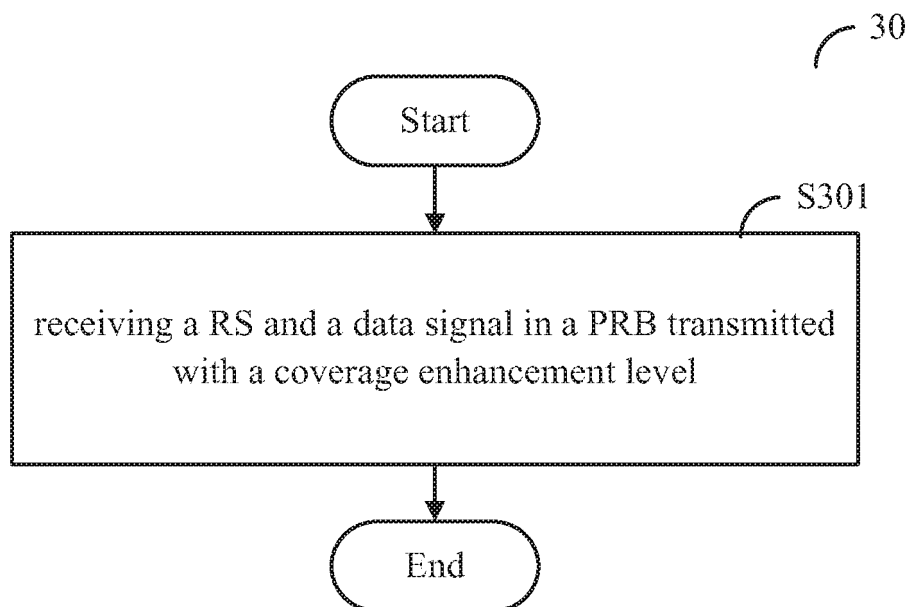 30
Start
S301
receiving a RS and a data signal in a PRB transmitted
with a coverage enhancement level
End